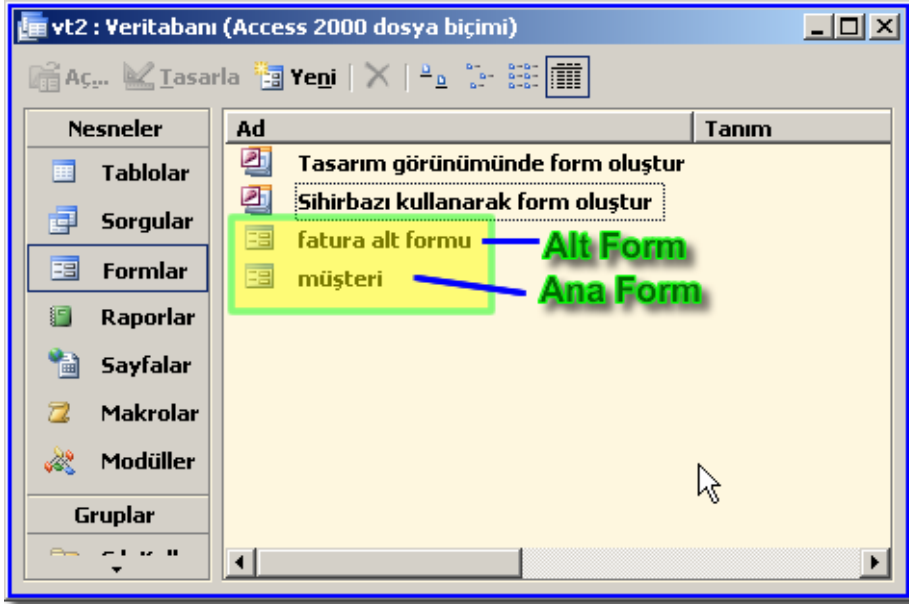 vt2 : Veritabanı (Access 2000 dosya biçimi)
Aç... Tasarla Yeni
Nesneler
Tablolar
Sorgular
Formlar
Raporlar
Sayfalar
Makrolar
Modüller
Gruplar
Ad Tanım
Tasarım görünümünde form oluştur
Sihirbazı kullanarak form oluştur
fatura alt formu Alt Form
müşteri Ana Form